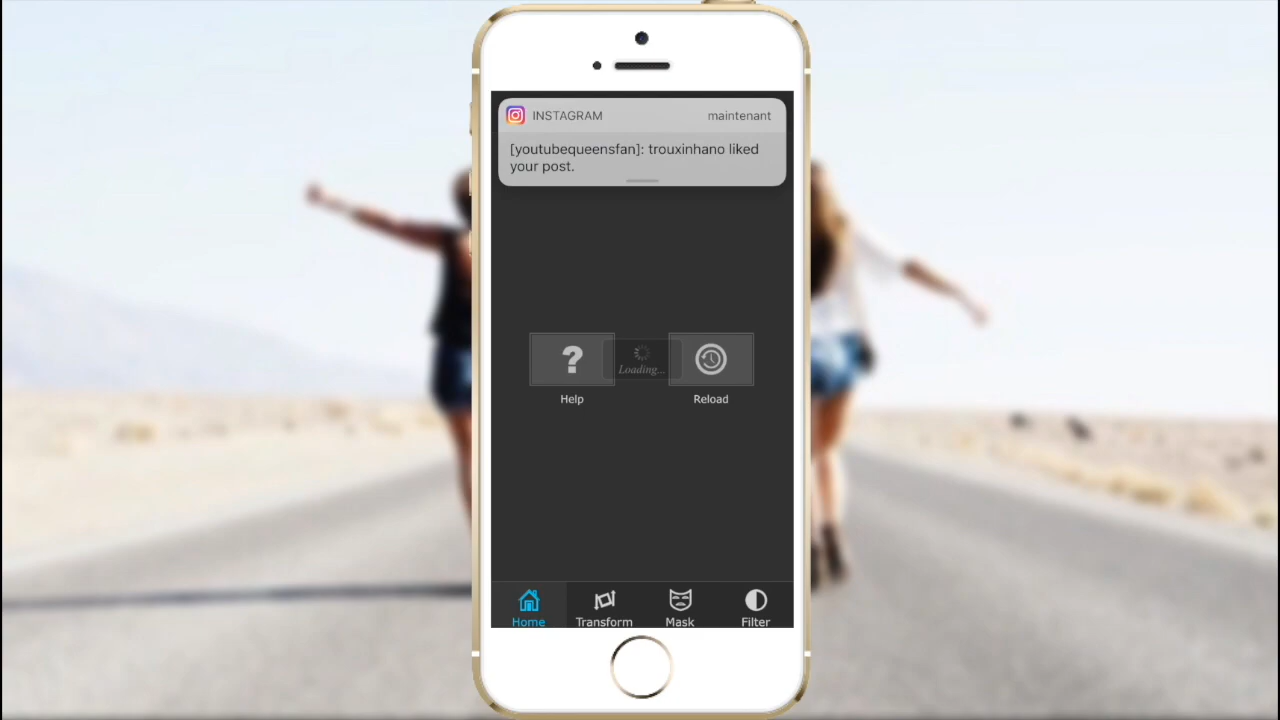 INSTAGRAM maintenant
[youtubequeensfan]: trouxinhano liked
your post.
Loading...
Help Reload
Home Transform Mask Filter